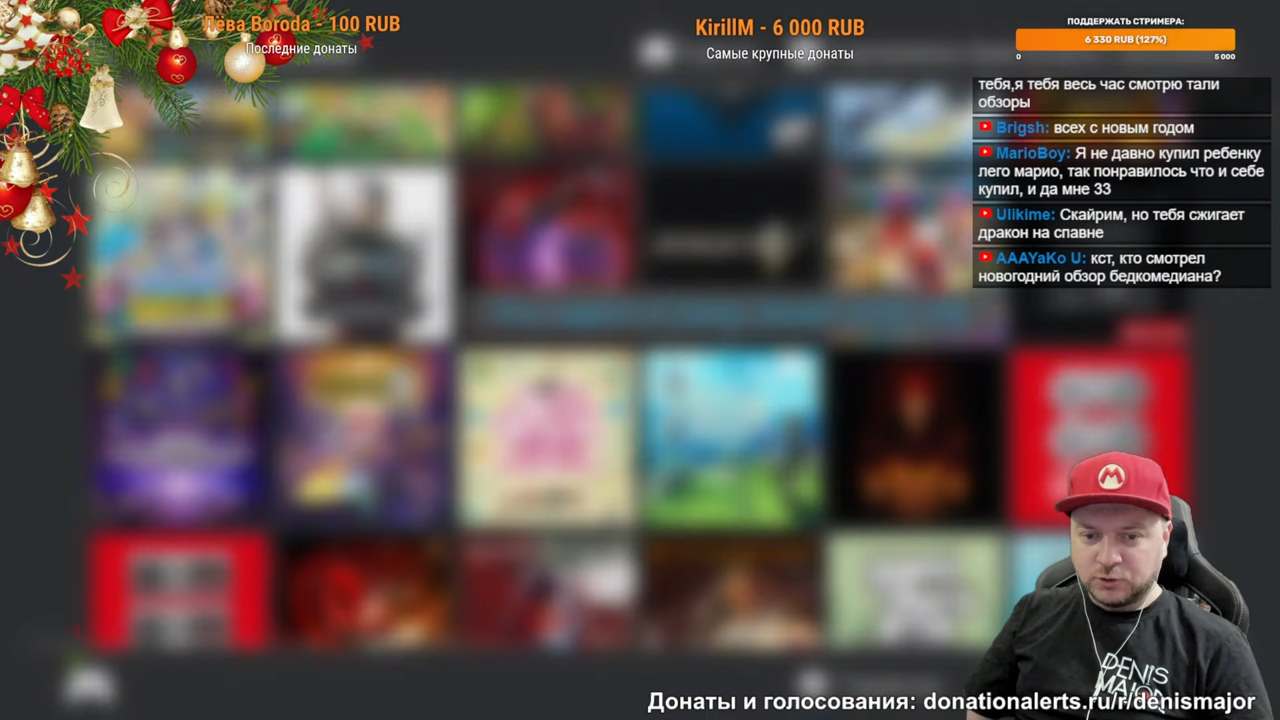 Лёва Boroda - 100 RUB
Последние донаты
KirillM - 6 000 RUB
Самые крупные донаты
ПОДДЕРЖАТЬ СТРИМЕРА:
6 330 RUB (127%)
0
5 000
тебя,я тебя весь час смотрю тали
обзоры
Brigsh: всех с новым годом
MarioBoy: Я не давно купил ребенку
лего марио, так понравилось что и себе
купил, и да мне 33
Ulikime: Скайрим, но тебя сжигает
дракон на спавне
AAAYaKo U: кст, кто смотрел
новогодний обзор бедкомедиана?
M
DENIS
MAJOR
Донаты и голосования: donationalerts.ru/r/denismajor